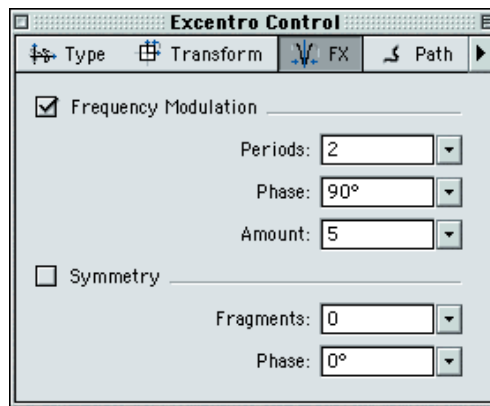 Excentro Control
Type Transform FX Path
Frequency Modulation
Periods: 2
Phase: 90°
Amount: 5
Symmetry
Fragments: 0
Phase: 0°